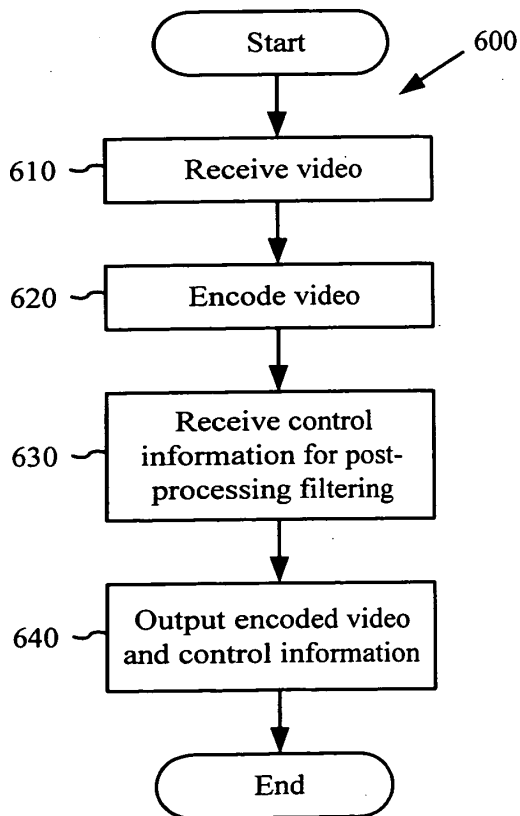 Start
600
610
Receive video
620
Encode video
630
Receive control
information for post-
processing filtering
640
Output encoded video
and control information
End